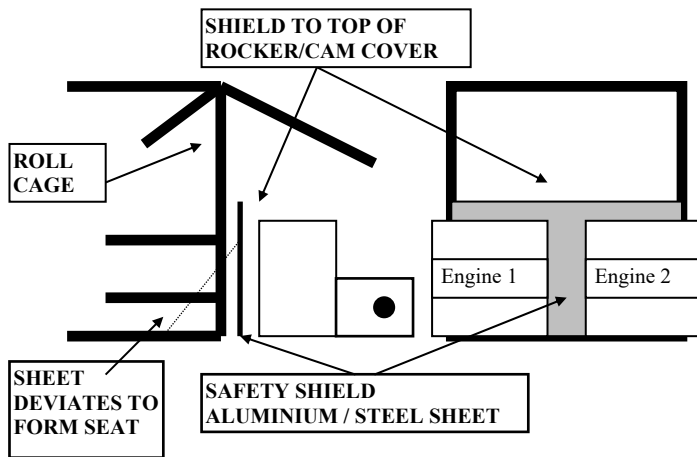 SHIELD TO TOP OF
ROCKER/CAM COVER
ROLL
CAGE
Engine 1
Engine 2
SHEET
DEVIATES TO
FORM SEAT
SAFETY SHIELD
ALUMINIUM / STEEL SHEET